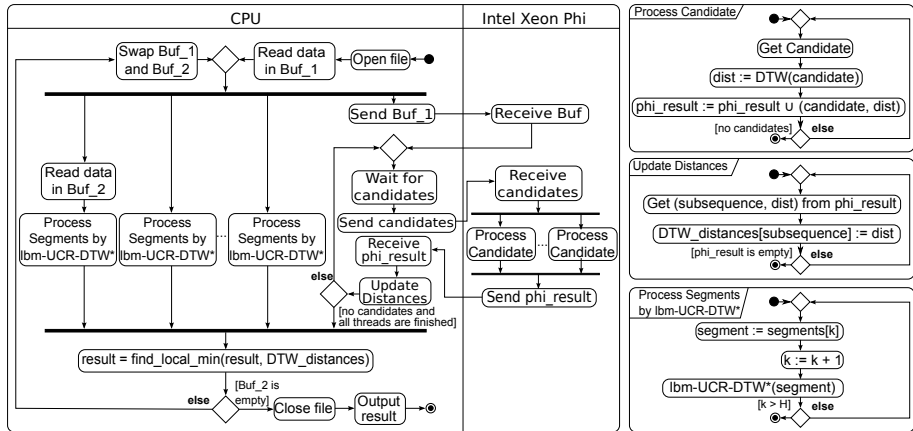 CPU
Intel Xeon Phi
Swap Buf_1
and Buf_2
Read data
in Buf_1
Open file
Send Buf_1
Receive Buf
Read data
in Buf_2
Wait for
candidates
Receive
candidates
Send candidates
Process
Segments by
lbm-UCR-DTW*
Process
Segments by
lbm-UCR-DTW*
...
Process
Segments by
lbm-UCR-DTW*
Process
Candidate
...
Process
Candidate
Receive
phi_result
else
Update
Distances
Send phi_result
[no candidates and
all threads are finished]
result = find_local_min(result, DTW_distances)
else
[Buf_2 is
empty]
Close file
Output
result
Process Candidate
Get Candidate
dist := DTW(candidate)
phi_result := phi_result ∪ (candidate, dist)
[no candidates]
else
Update Distances
Get (subsequence, dist) from phi_result
DTW_distances[subsequence] := dist
[phi_result is empty]
else
Process Segments
by lbm-UCR-DTW*
segment := segments[k]
k := k + 1
lbm-UCR-DTW*(segment)
[k > H]
else